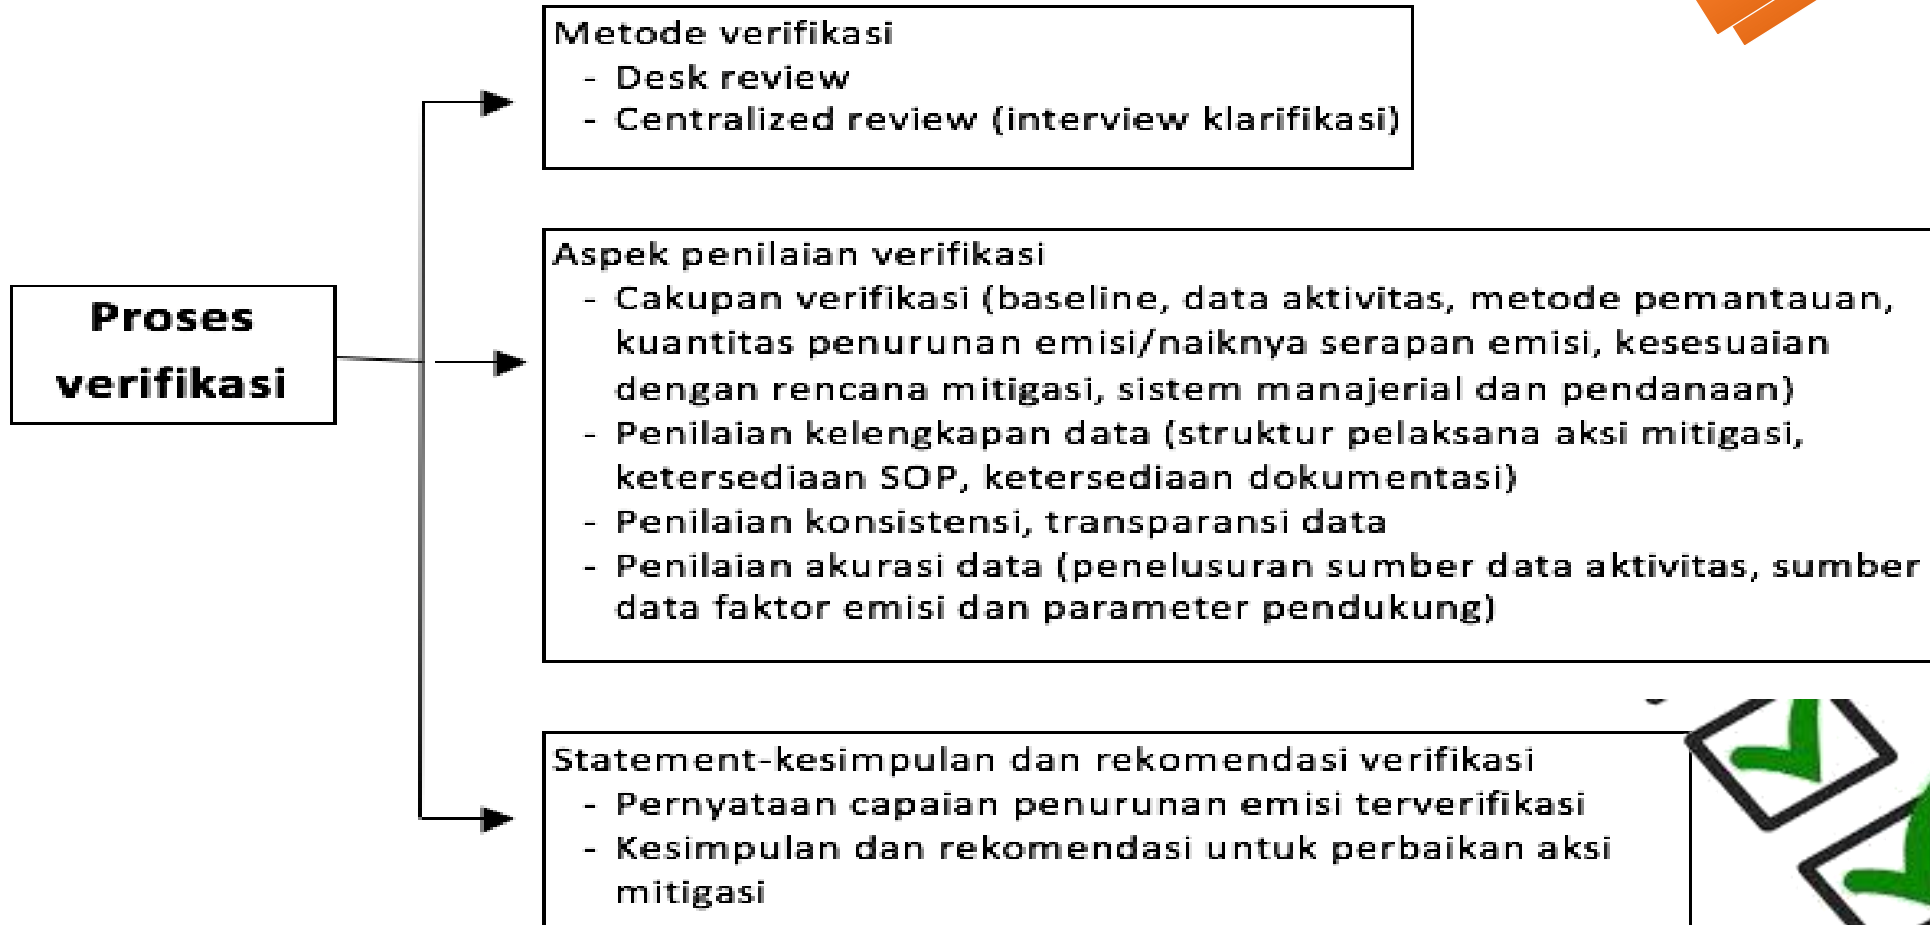 Metode verifikasi
- Desk review
- Centralized review (interview klarifikasi)
Proses
verifikasi
Aspek penilaian verifikasi
- Cakupan verifikasi (baseline, data aktivitas, metode pemantauan,
kuantitas penurunan emisi/naiknya serapan emisi, kesesuaian
dengan rencana mitigasi, sistem manajerial dan pendanaan)
- Penilaian kelengkapan data (struktur pelaksana aksi mitigasi,
ketersediaan SOP, ketersediaan dokumentasi)
- Penilaian konsistensi, transparansi data
- Penilaian akurasi data (penelusuran sumber data aktivitas, sumber
data faktor emisi dan parameter pendukung)
Statement-kesimpulan dan rekomendasi verifikasi
- Pernyataan capaian penurunan emisi terverifikasi
- Kesimpulan dan rekomendasi untuk perbaikan aksi
mitigasi